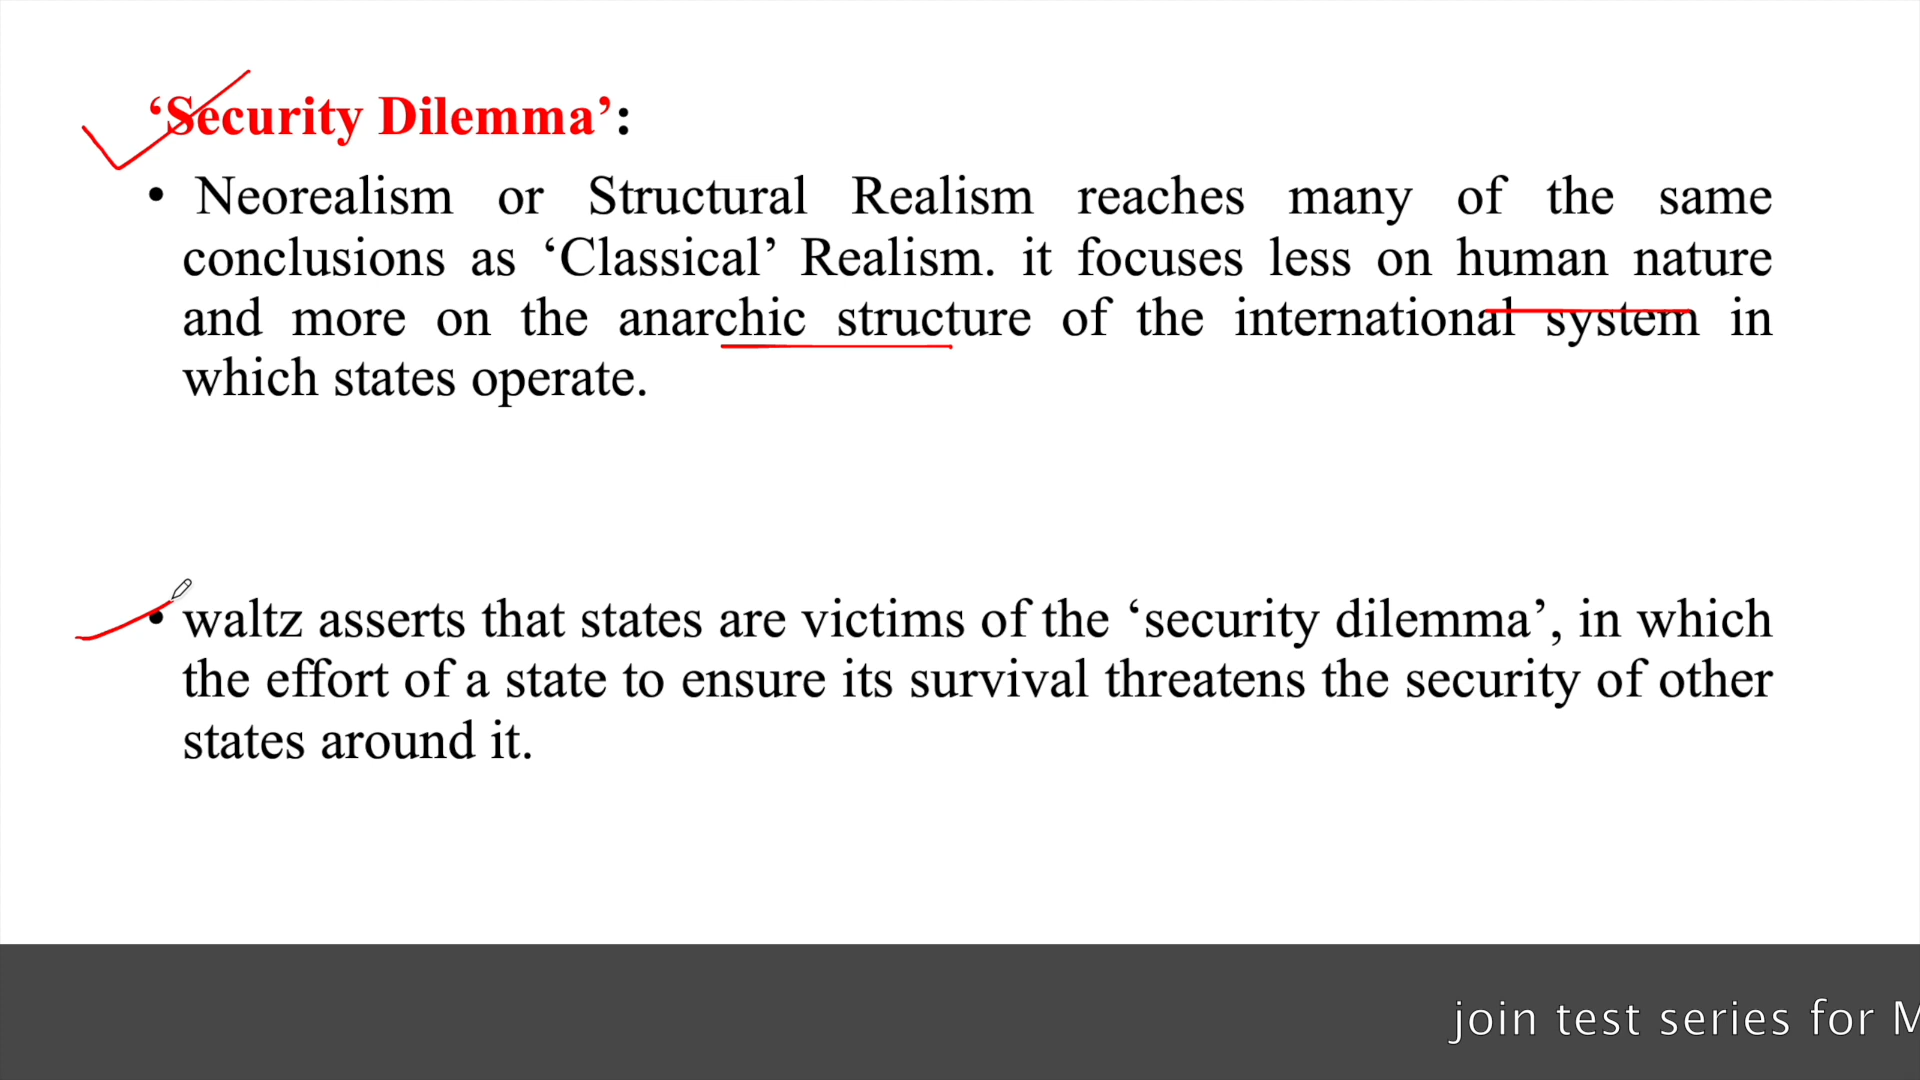 ‘Security Dilemma’:
• Neorealism or Structural Realism reaches many of the same
conclusions as ‘Classical’ Realism. it focuses less on human nature
and more on the anarchic structure of the international system in
which states operate.
• waltz asserts that states are victims of the ‘security dilemma’, in which
the effort of a state to ensure its survival threatens the security of other
states around it.
join test series for M